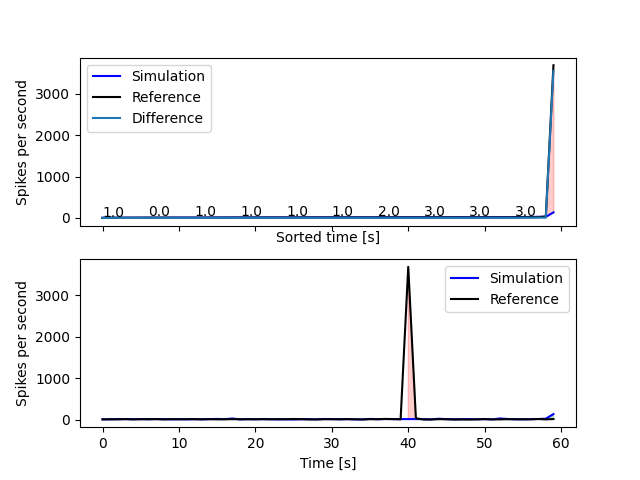 Spikes per second
3000
2000
1000
0
Simulation
Reference
Difference
1.0 0.0 1.0 1.0 1.0 1.0 2.0 3.0 3.0 3.0
Sorted time [s]
Spikes per second
3000
2000
1000
0
Simulation
Reference
0 10 20 30 40 50 60
Time [s]